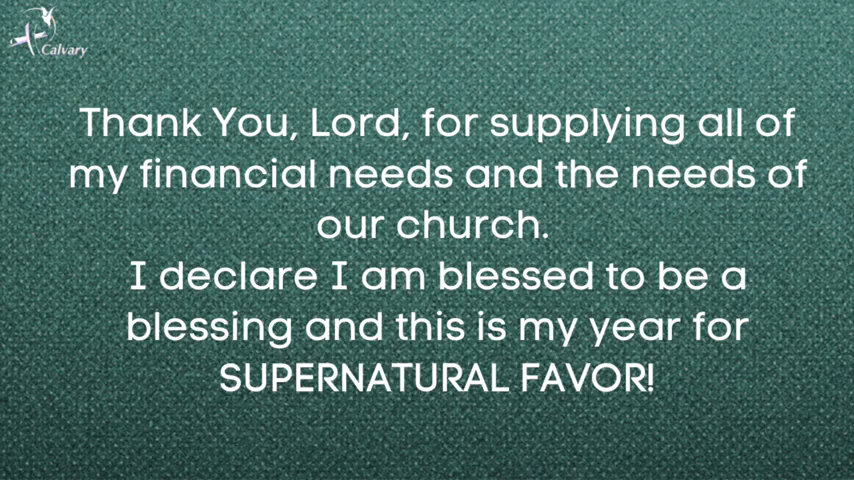 Calvary
Thank You, Lord, for supplying all of
my financial needs and the needs of
our church.
I declare I am blessed to be a
blessing and this is my year for
SUPERNATURAL FAVOR!